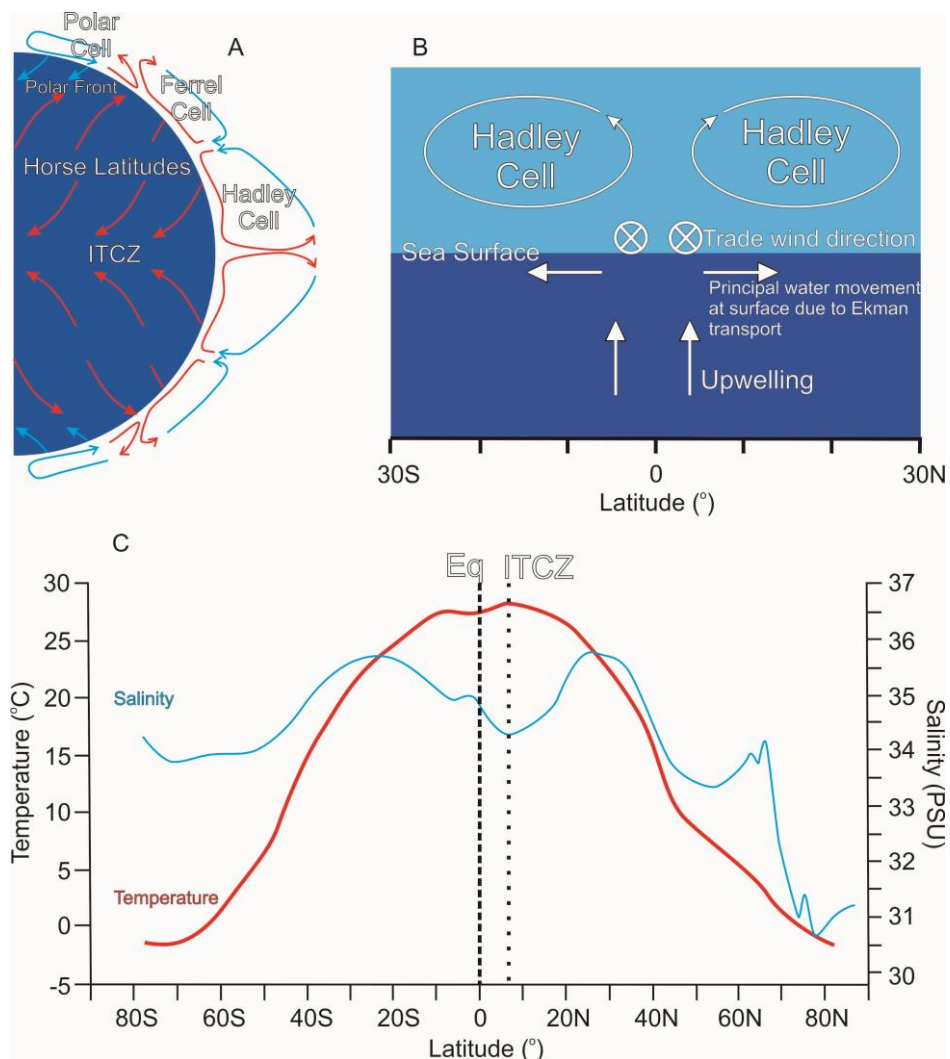 A
Polar
Cell
Polar Front
Ferrel
Cell
Horse Latitudes
Hadley
Cell
ITCZ
B
Hadley
Cell
Hadley
Cell
Sea Surface
Trade wind direction
Principal water movement
at surface due to Ekman
transport
Upwelling
30S
0
30N
Latitude (°)
C
Eq
ITCZ
30
25
20
15
10
5
0
-5
Temperature (°C)
Salinity
Temperature
37
36
35
34
33
32
31
30
Salinity (PSU)
80S 60S 40S 20S 0 20N 40N 60N 80N
Latitude (°)